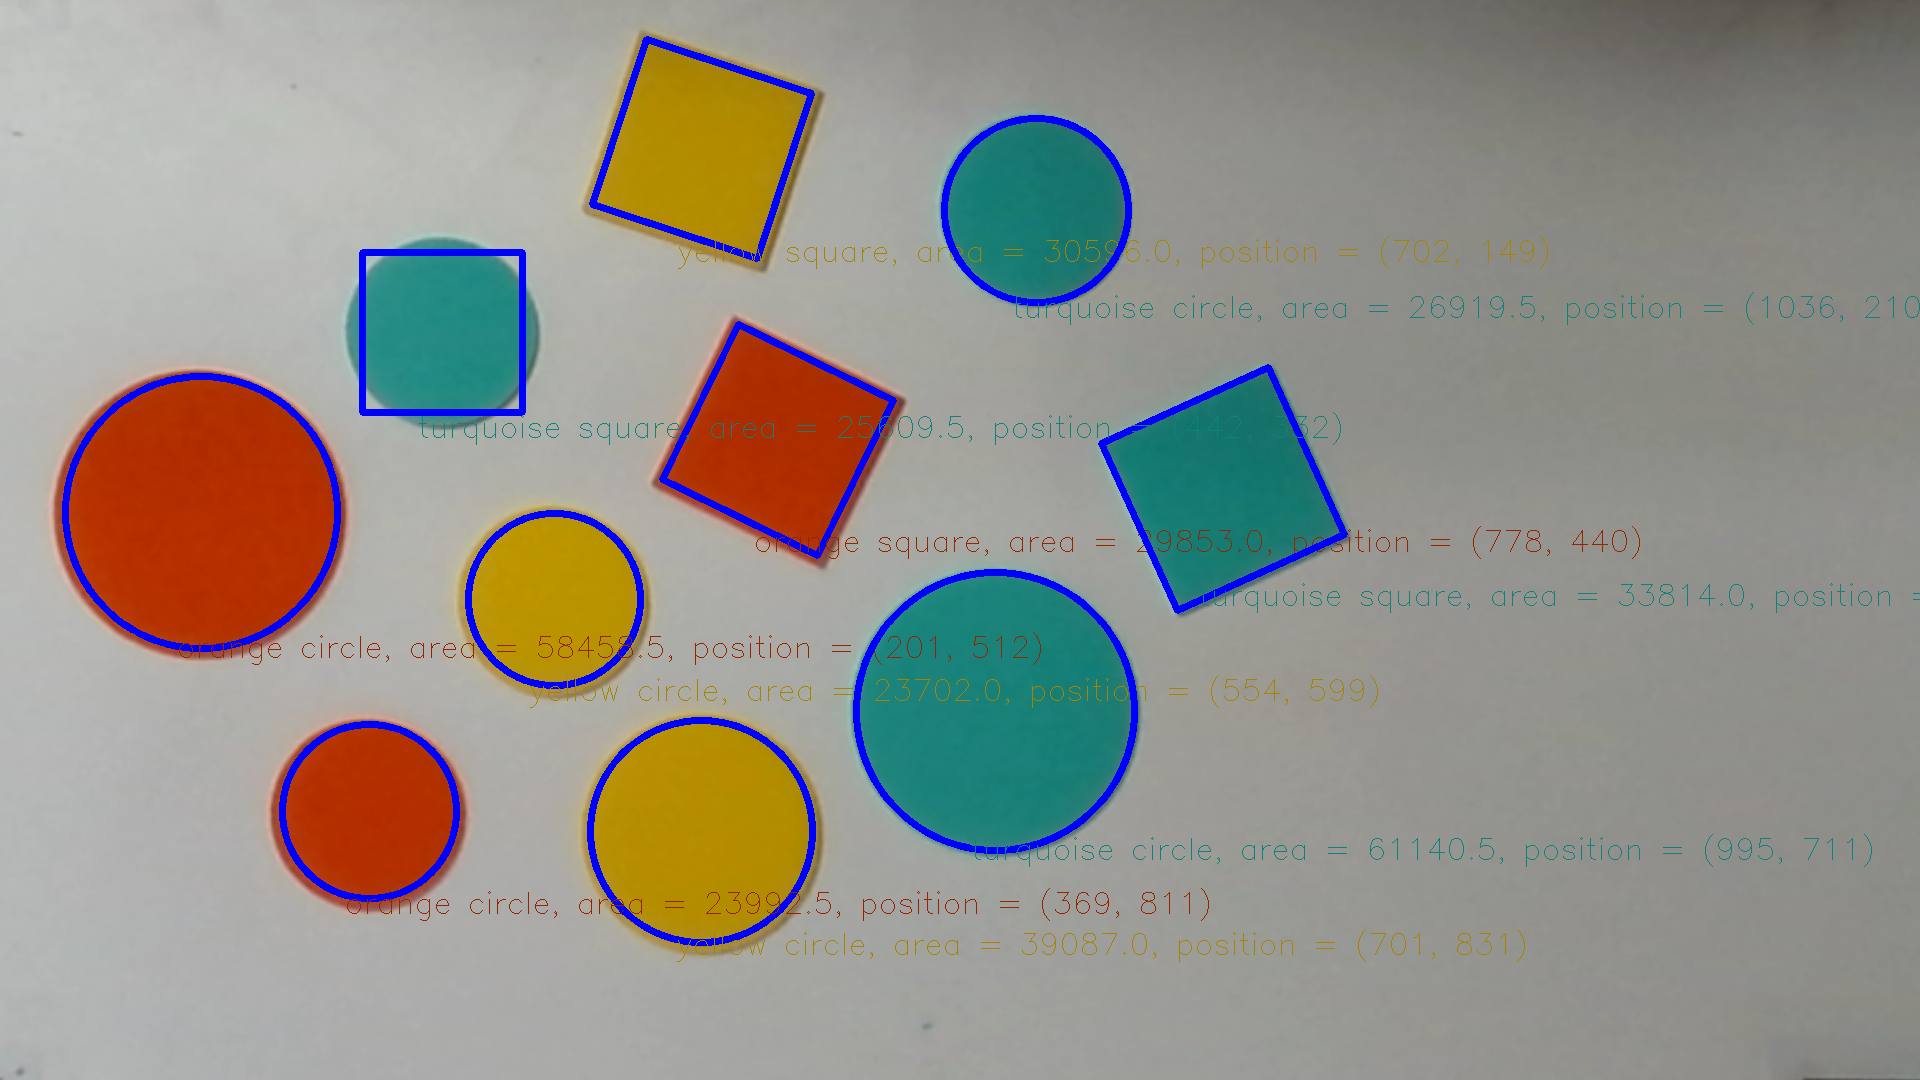 yellow square, area = 30596.0, position = (702, 149)
turquoise circle, area = 26919.5, position = (1036, 210
turquoise square, area = 25609.5, position = (442, 332)
orange square, area = 29853.0, position = (778, 440)
turquoise square, area = 33814.0, position =
orange circle, area = 58458.5, position = (201, 512)
yellow circle, area = 23702.0, position = (554, 599)
turquoise circle, area = 61140.5, position = (995, 711)
orange circle, area = 23992.5, position = (369, 811)
yellow circle, area = 39087.0, position = (701, 831)